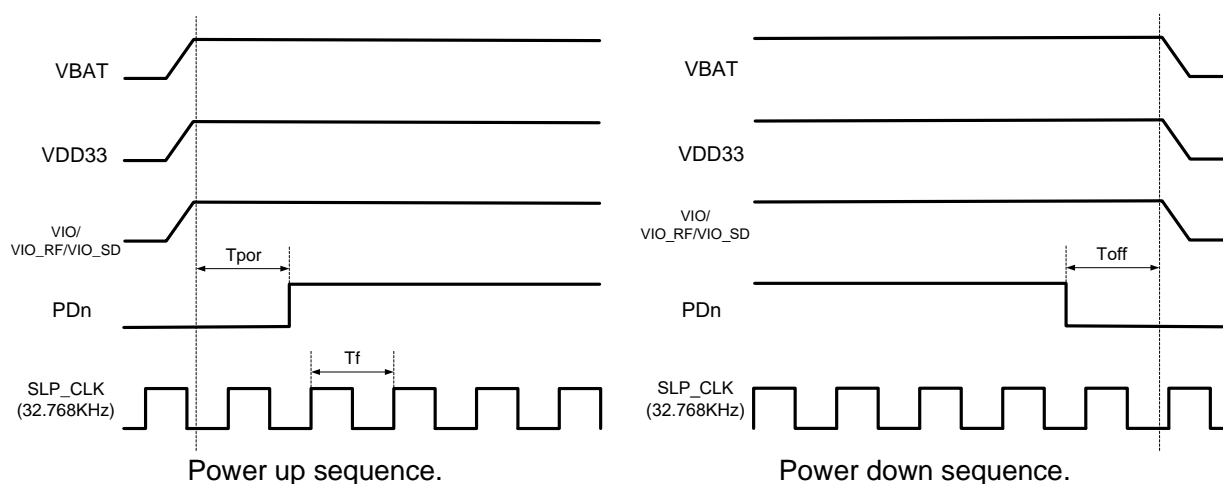 VBAT
VDD33
VIO/
VIO_RF/VIO_SD
Tpor
PDn
Tf
SLP_CLK
(32.768KHz)
Power up sequence.
VBAT
VDD33
VIO/
VIO_RF/VIO_SD
Toff
PDn
SLP_CLK
(32.768KHz)
Power down sequence.